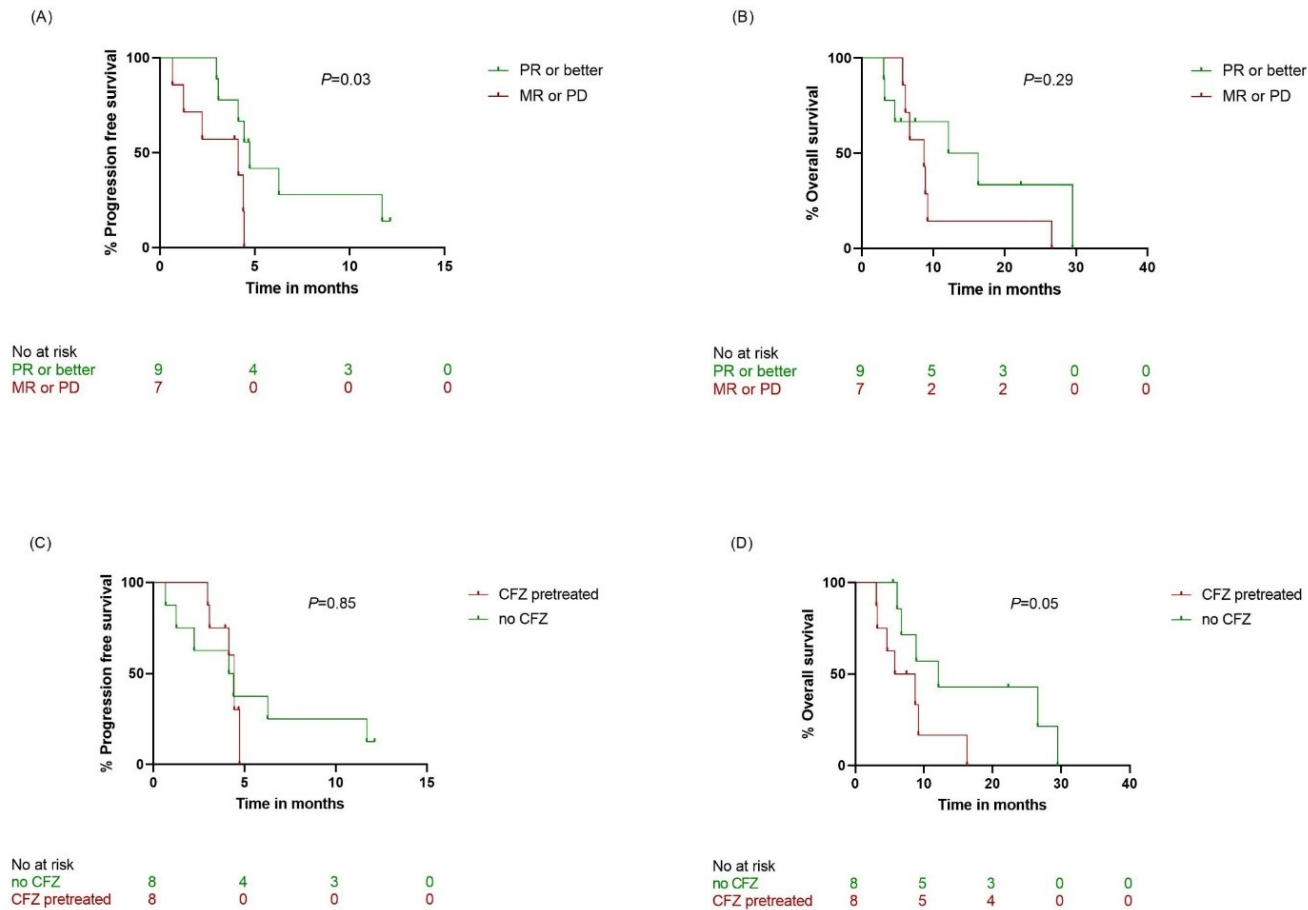 (A)
100
50
0
% Progression free survival
P=0.03
PR or better
MR or PD
0 5 10 15
Time in months
No at risk
PR or better 9 4 3 0
MR or PD 7 0 0 0
(B)
100
50
0
% Overall survival
P=0.29
PR or better
MR or PD
0 10 20 30 40
Time in months
No at risk
PR or better 9 5 3 0 0
MR or PD 7 2 2 0 0
(C)
100
50
0
% Progression free survival
P=0.85
CFZ pretreated
no CFZ
0 5 10 15
Time in months
No at risk
no CFZ 8 4 3 0
CFZ pretreated 8 0 0 0
(D)
100
50
0
% Overall survival
P=0.05
CFZ pretreated
no CFZ
0 10 20 30 40
Time in months
No at risk
no CFZ 8 5 3 0 0
CFZ pretreated 8 5 4 0 0